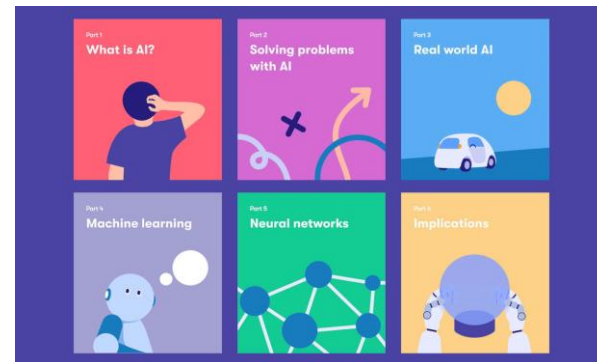 Part 1
What is AI?
Part 2
Solving problems
with AI
Part 3
Real world AI
Part 4
Machine learning
Part 5
Neural networks
Part 6
Implications